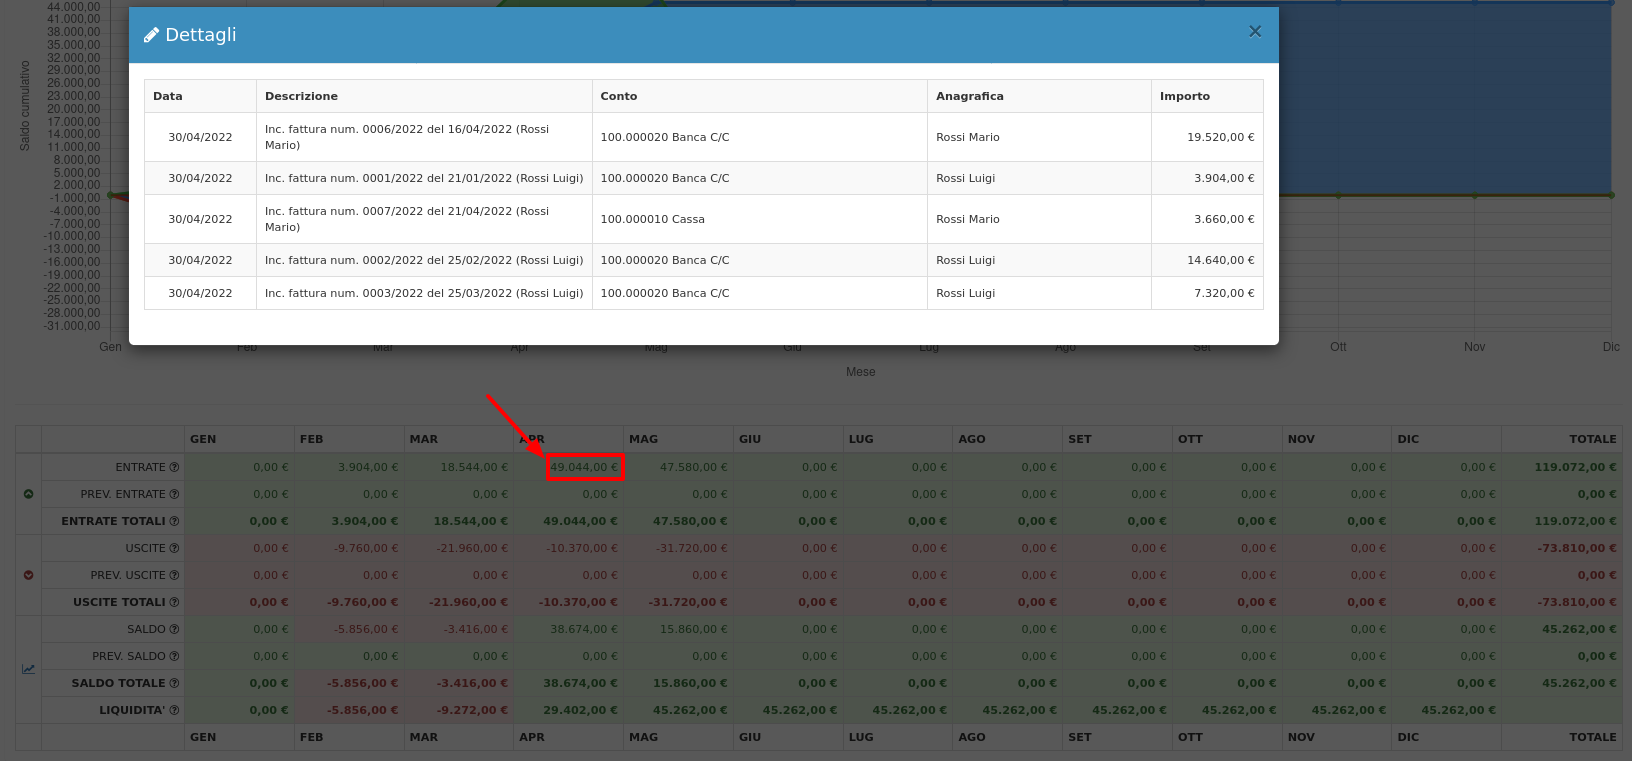 Dettagli ×
Data Descrizione Conto Anagrafica Importo
30/04/2022 Inc. fattura num. 0006/2022 del 16/04/2022 (Rossi Mario) 100.000020 Banca C/C Rossi Mario 19.520,00 €
30/04/2022 Inc. fattura num. 0001/2022 del 21/01/2022 (Rossi Luigi) 100.000020 Banca C/C Rossi Luigi 3.904,00 €
30/04/2022 Inc. fattura num. 0007/2022 del 21/04/2022 (Rossi Mario) 100.000010 Cassa Rossi Mario 3.660,00 €
30/04/2022 Inc. fattura num. 0002/2022 del 25/02/2022 (Rossi Luigi) 100.000020 Banca C/C Rossi Luigi 14.640,00 €
30/04/2022 Inc. fattura num. 0003/2022 del 25/03/2022 (Rossi Luigi) 100.000020 Banca C/C Rossi Luigi 7.320,00 €
Saldo cumulativo
44.000,00
41.000,00
38.000,00
35.000,00
32.000,00
29.000,00
26.000,00
23.000,00
20.000,00
17.000,00
14.000,00
11.000,00
8.000,00
5.000,00
2.000,00
-1.000,00
-4.000,00
-7.000,00
-10.000,00
-13.000,00
-16.000,00
-19.000,00
-22.000,00
-25.000,00
-28.000,00
-31.000,00
Gen Feb Mar Apr Mag Giu Lug Ago Set Ott Nov Dic
Mese
GEN FEB MAR APR MAG GIU LUG AGO SET OTT NOV DIC TOTALE
ENTRATE 0,00 € 3.904,00 € 18.544,00 € 49.044,00 € 47.580,00 € 0,00 € 0,00 € 0,00 € 0,00 € 0,00 € 0,00 € 0,00 € 119.072,00 €
PREV. ENTRATE 0,00 € 0,00 € 0,00 € 0,00 € 0,00 € 0,00 € 0,00 € 0,00 € 0,00 € 0,00 € 0,00 € 0,00 € 0,00 €
ENTRATE TOTALI 0,00 € 3.904,00 € 18.544,00 € 49.044,00 € 47.580,00 € 0,00 € 0,00 € 0,00 € 0,00 € 0,00 € 0,00 € 0,00 € 119.072,00 €
USCITE 0,00 € -9.760,00 € -21.960,00 € -10.370,00 € -31.720,00 € 0,00 € 0,00 € 0,00 € 0,00 € 0,00 € 0,00 € 0,00 € -73.810,00 €
PREV. USCITE 0,00 € 0,00 € 0,00 € 0,00 € 0,00 € 0,00 € 0,00 € 0,00 € 0,00 € 0,00 € 0,00 € 0,00 € 0,00 €
USCITE TOTALI 0,00 € -9.760,00 € -21.960,00 € -10.370,00 € -31.720,00 € 0,00 € 0,00 € 0,00 € 0,00 € 0,00 € 0,00 € 0,00 € -73.810,00 €
SALDO 0,00 € -5.856,00 € -3.416,00 € 38.674,00 € 15.860,00 € 0,00 € 0,00 € 0,00 € 0,00 € 0,00 € 0,00 € 0,00 € 45.262,00 €
PREV. SALDO 0,00 € 0,00 € 0,00 € 0,00 € 0,00 € 0,00 € 0,00 € 0,00 € 0,00 € 0,00 € 0,00 € 0,00 € 0,00 €
SALDO TOTALE 0,00 € -5.856,00 € -3.416,00 € 38.674,00 € 15.860,00 € 0,00 € 0,00 € 0,00 € 0,00 € 0,00 € 0,00 € 0,00 € 45.262,00 €
LIQUIDITA' 0,00 € -5.856,00 € -9.272,00 € 29.402,00 € 45.262,00 € 45.262,00 € 45.262,00 € 45.262,00 € 45.262,00 € 45.262,00 € 45.262,00 € 45.262,00 €
GEN FEB MAR APR MAG GIU LUG AGO SET OTT NOV DIC TOTALE